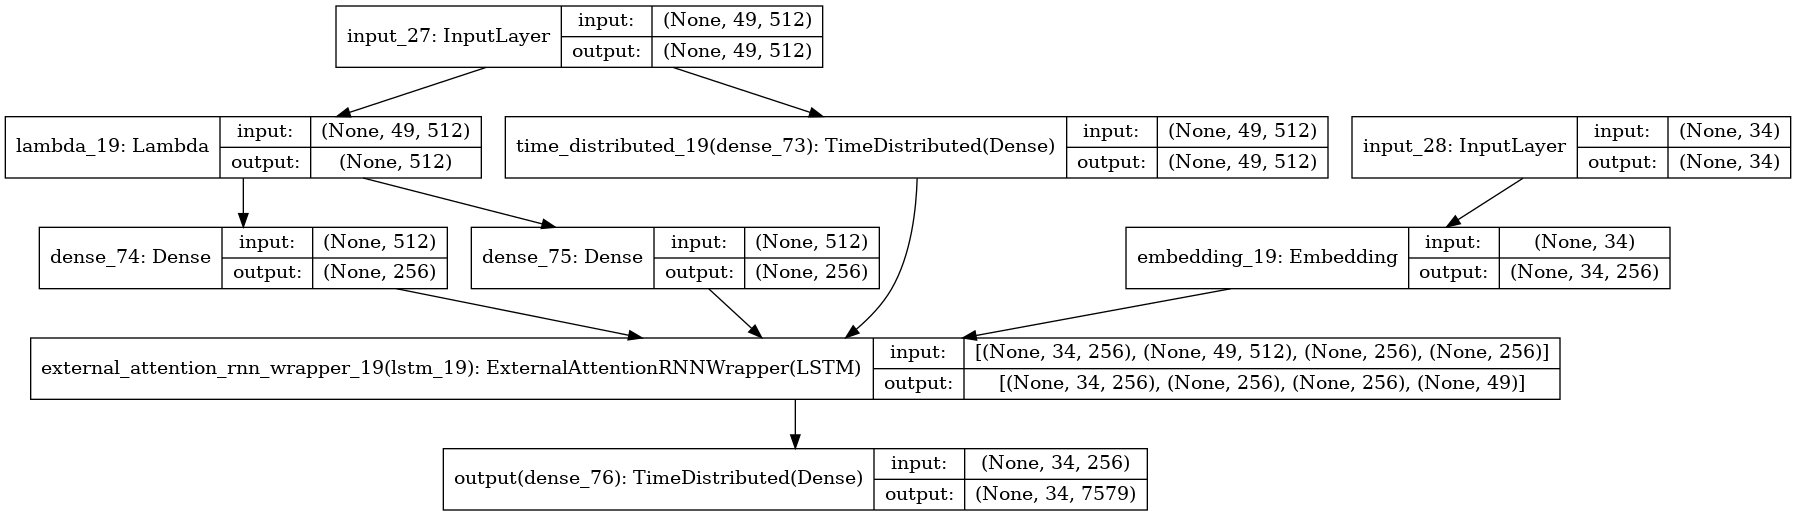 input_27: InputLayer
input:
(None, 49, 512)
output:
(None, 49, 512)
lambda_19: Lambda
input:
(None, 49, 512)
output:
(None, 512)
time_distributed_19(dense_73): TimeDistributed(Dense)
input:
(None, 49, 512)
output:
(None, 49, 512)
input_28: InputLayer
input:
(None, 34)
output:
(None, 34)
dense_74: Dense
input:
(None, 512)
output:
(None, 256)
dense_75: Dense
input:
(None, 512)
output:
(None, 256)
embedding_19: Embedding
input:
(None, 34)
output:
(None, 34, 256)
external_attention_rnn_wrapper_19(lstm_19): ExternalAttentionRNNWrapper(LSTM)
input:
[(None, 34, 256), (None, 49, 512), (None, 256), (None, 256)]
output:
[(None, 34, 256), (None, 256), (None, 256), (None, 49)]
output(dense_76): TimeDistributed(Dense)
input:
(None, 34, 256)
output:
(None, 34, 7579)